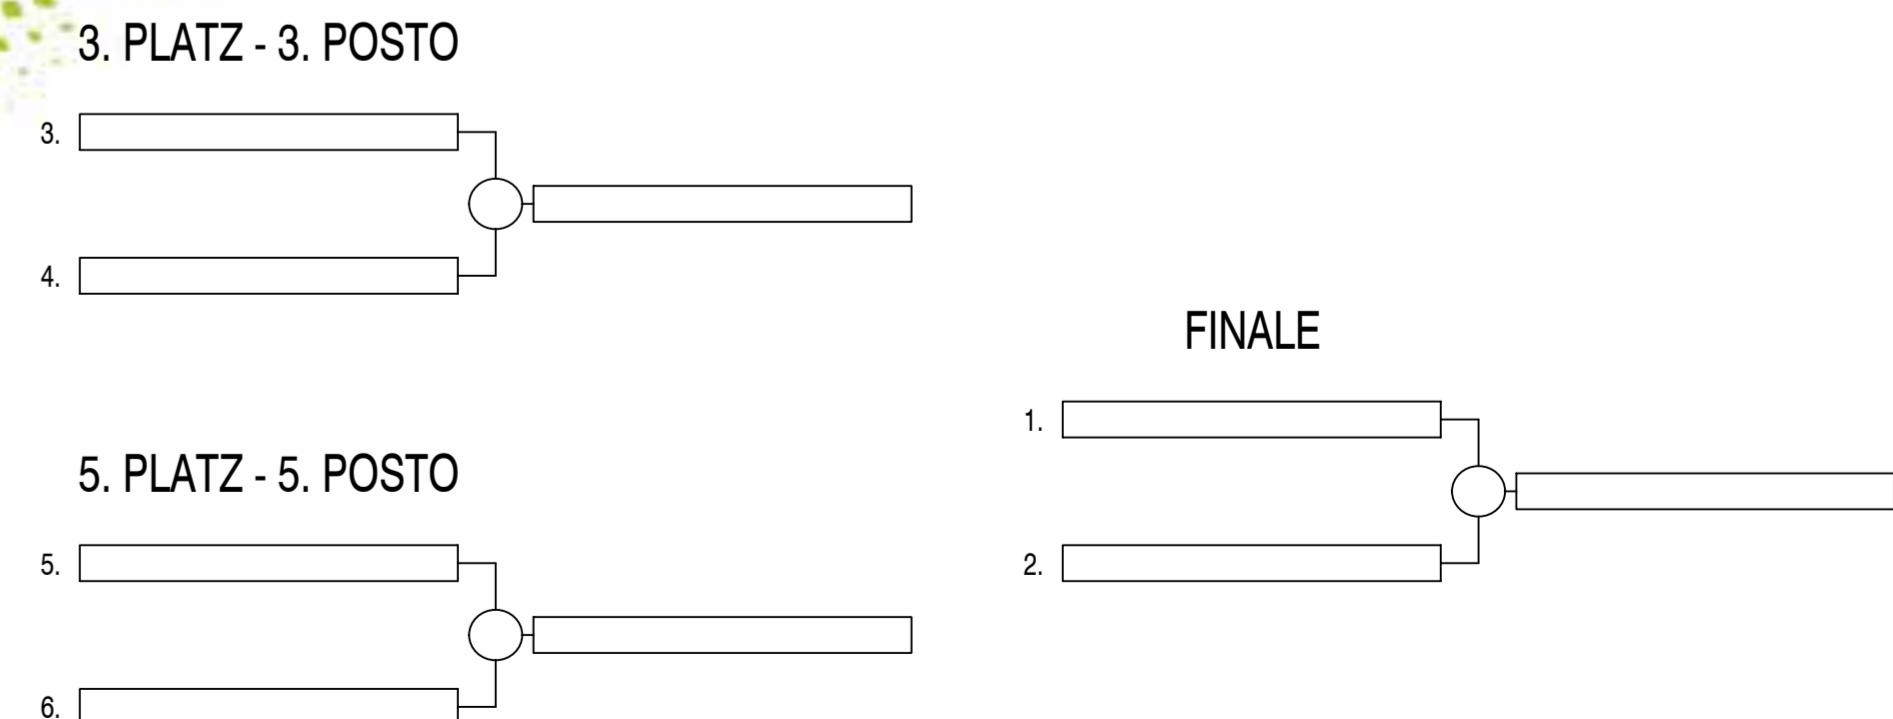 3. PLATZ - 3. POSTO
3.
4.
5. PLATZ - 5. POSTO
5.
6.
FINALE
1.
2.